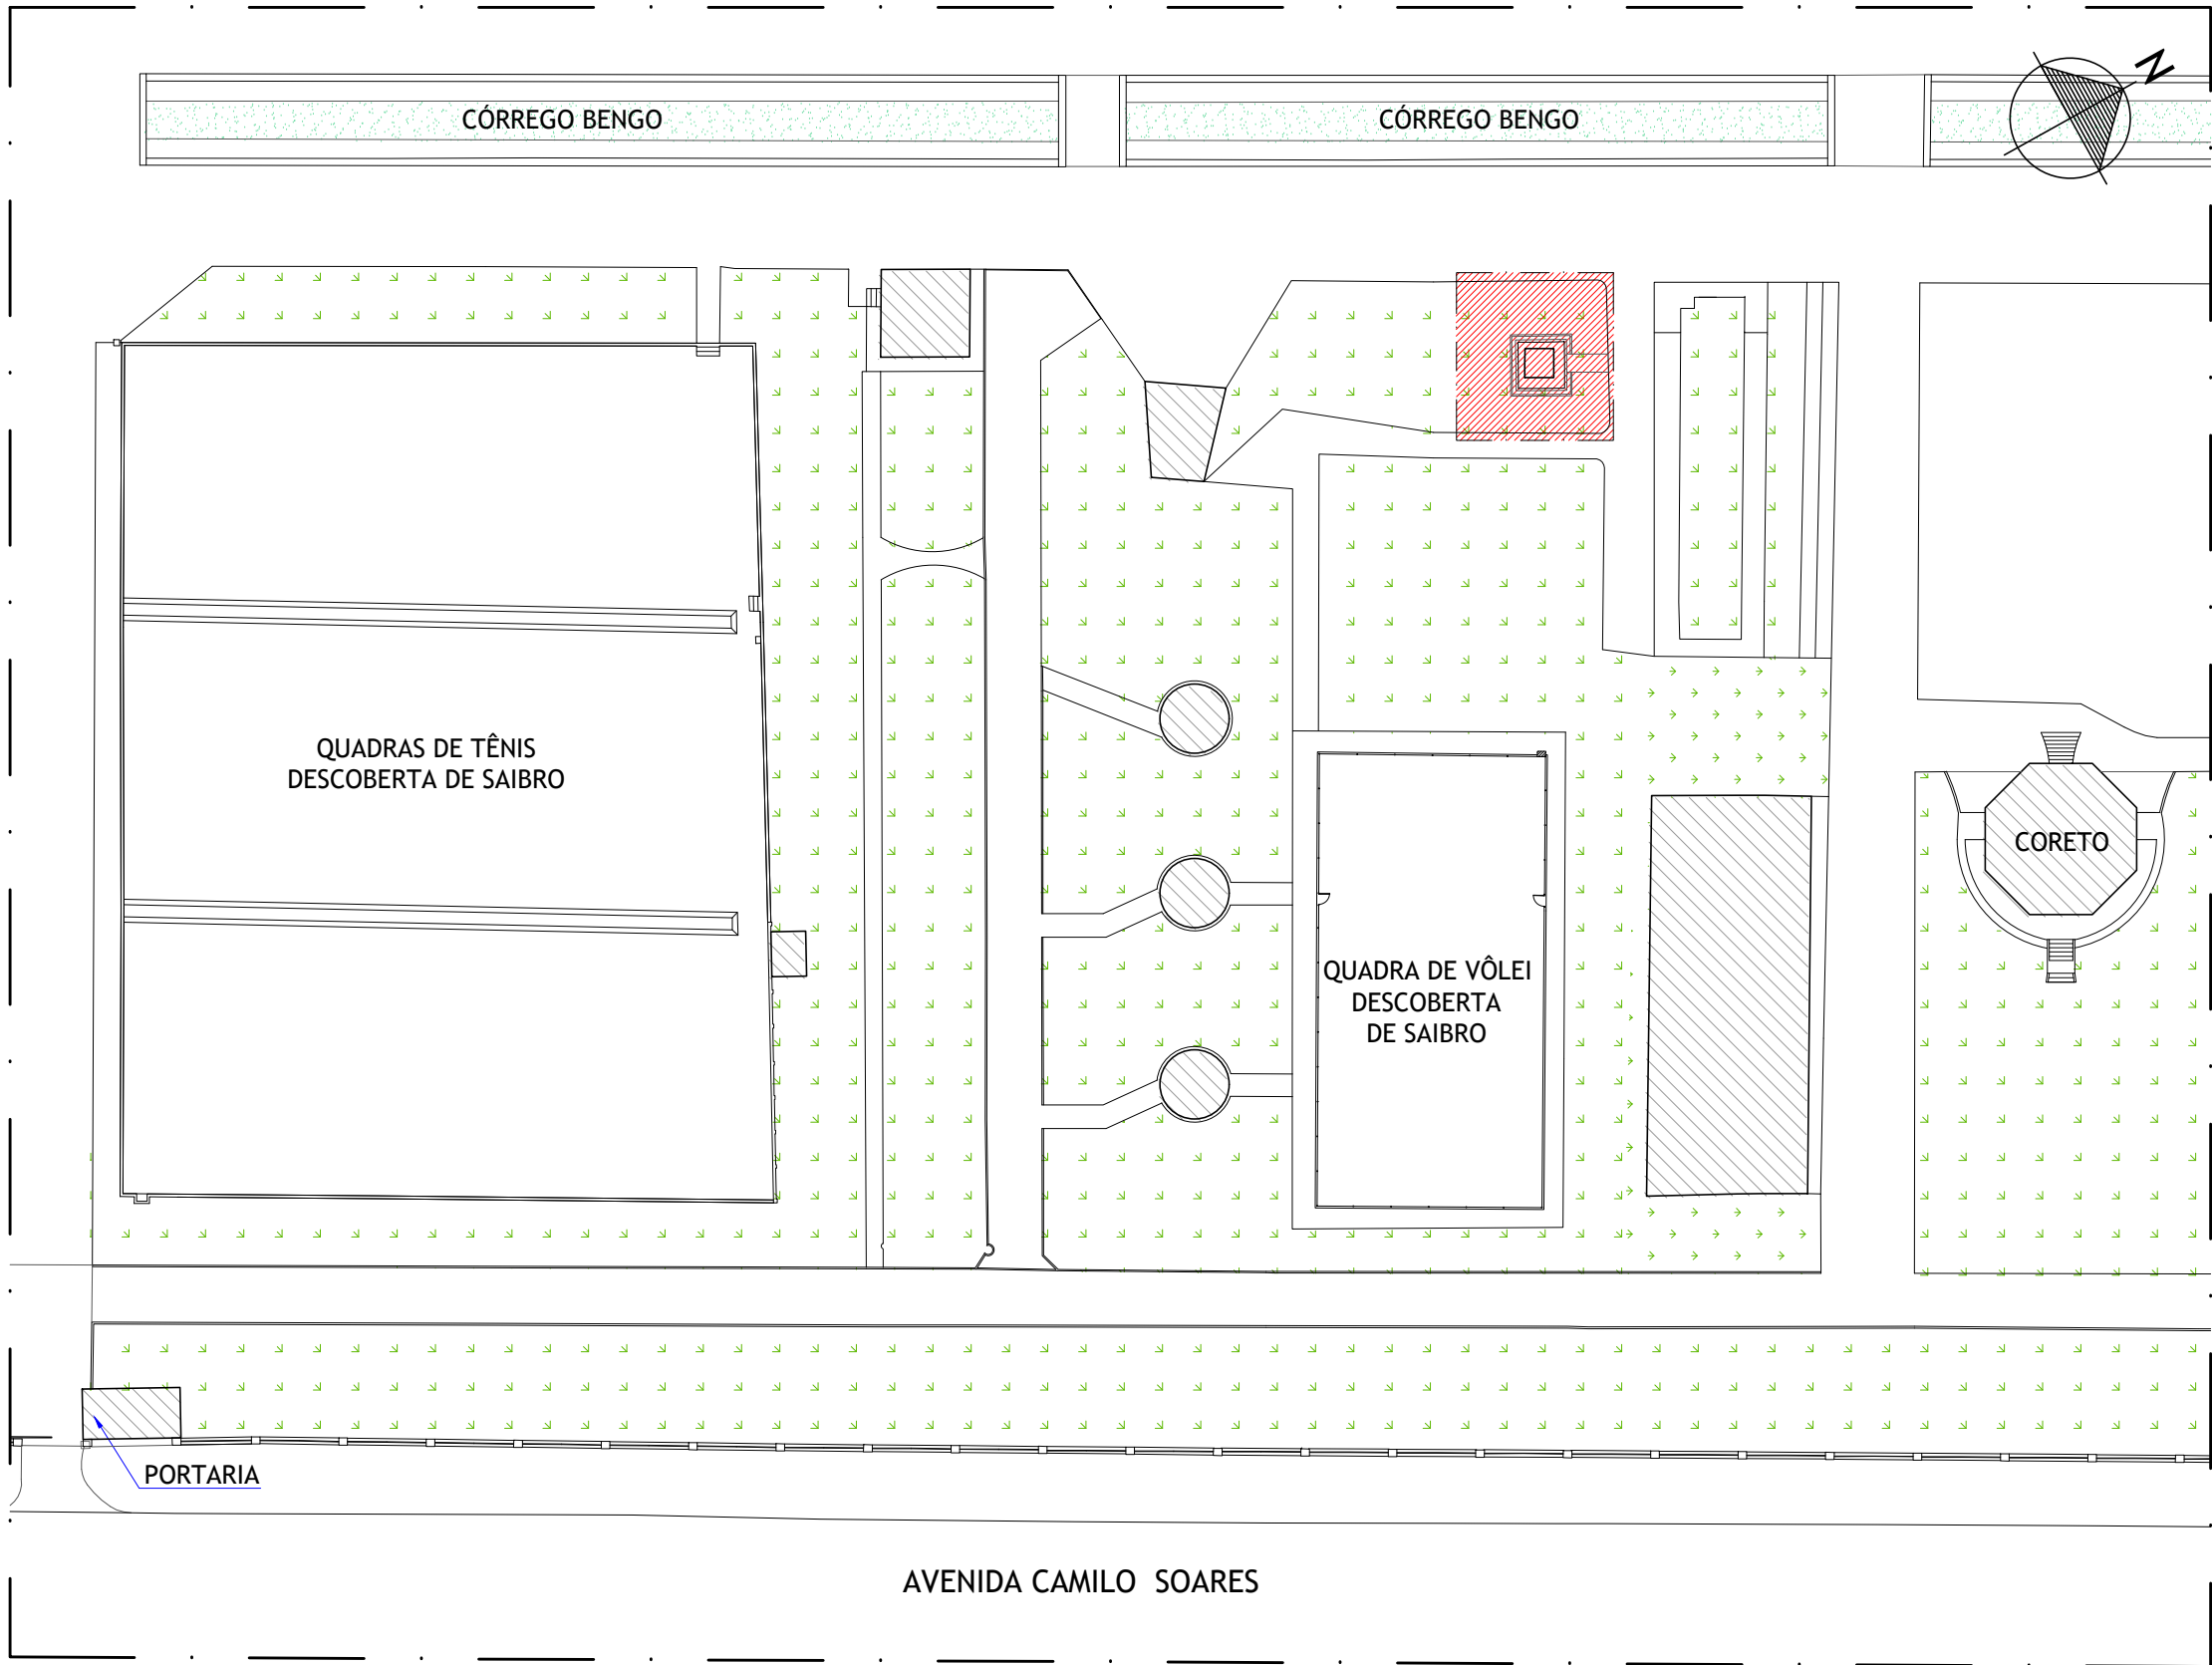 CÓRREGO BENGO
CÓRREGO BENGO
N
QUADRAS DE TÊNIS
DESCOBERTA DE SAIBRO
CORETO
QUADRA DE VÔLEI
DESCOBERTA
DE SAIBRO
PORTARIA
AVENIDA CAMILO SOARES